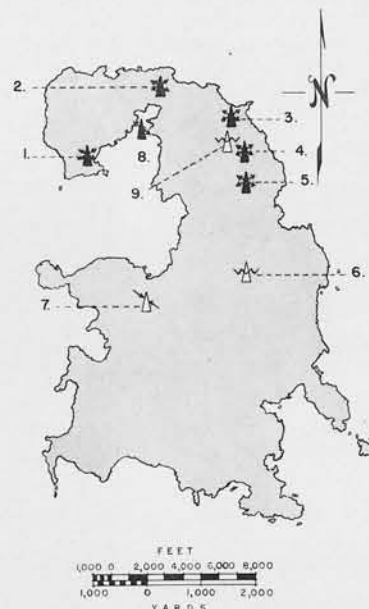 2.
N
3.
1.
8.
4.
9.
5.
6.
7.
FEET
1,000 0 2,000 4,000 6,000 8,000
1,000 0 1,000 2,000
YARDS